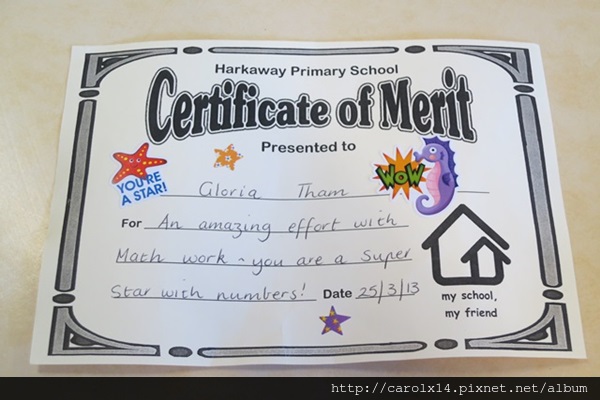 Harkaway Primary School
Certificate of Merit
Presented to
YOU'RE
A STAR!
WOW
Gloria Tham
For An amazing effort with
Math work - you are a Super
Star with numbers! Date 25/3/13
my school,
my friend
http://carolx14.pixnet.net/album